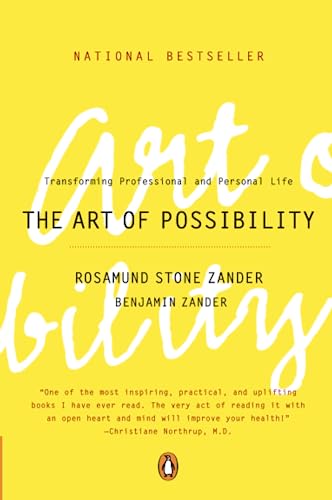 NATIONAL BESTSELLER
Art o
Transforming Professional and Personal Life
THE ART OF POSSIBILITY
ROSAMUND STONE ZANDER
BENJAMIN ZANDER
bility
"One of the most inspiring, practical, and uplifting
books I have ever read. The very act of reading it with
an open heart and mind will improve your health!"
—Christiane Northrup, M.D.